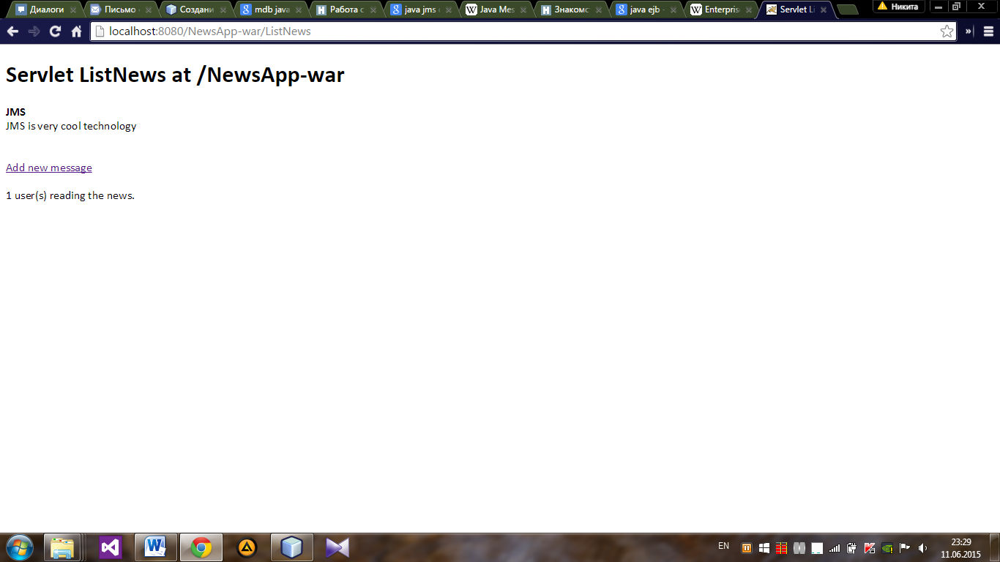 Диалоги
Письмо
Создани
mdb java
Работа с
java jms
Java Mes
Знакомс
java ejb -
Enterpris
Servlet Li
Никита
localhost:8080/NewsApp-war/ListNews
Servlet ListNews at /NewsApp-war
JMS
JMS is very cool technology
Add new message
1 user(s) reading the news.
EN
23:29
11.06.2015